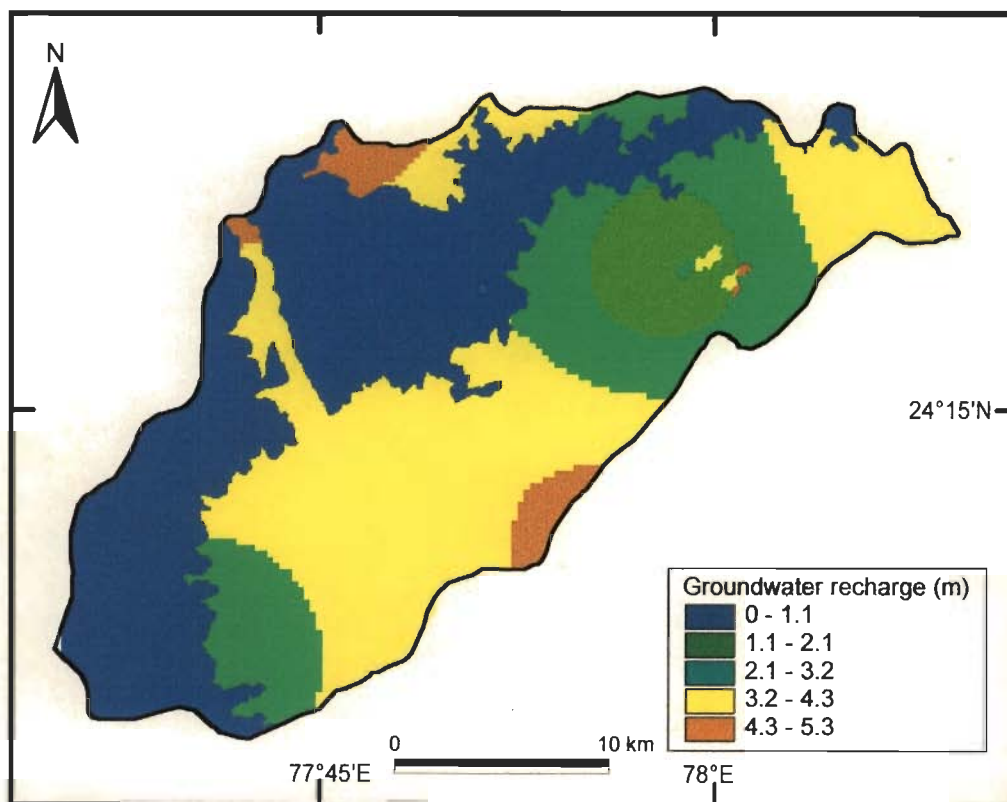 N
24°15'N
Groundwater recharge (m)
0 - 1.1
1.1 - 2.1
2.1 - 3.2
3.2 - 4.3
4.3 - 5.3
0 10 km
77°45'E 78°E